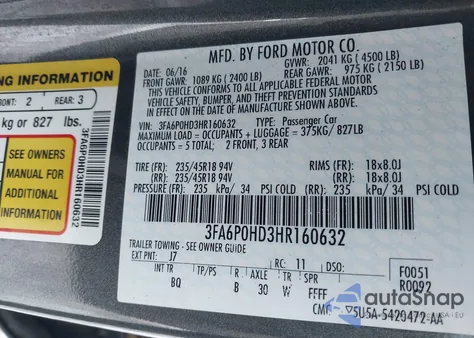 NG INFORMATION
RONT: 2 REAR: 3
kg or 827 lbs.
SEE OWNERS
MANUAL FOR
ADDITIONAL
INFORMATION
3FA6P0HD3HR160632
MFD. BY FORD MOTOR CO.
DATE: 06/16 GVWR: 2041 KG ( 4500 LB)
FRONT GAWR: 1089 KG ( 2400 LB) REAR GAWR: 975 KG ( 2150 LB)
THIS VEHICLE CONFORMS TO ALL APPLICABLE FEDERAL MOTOR
VEHICLE SAFETY, BUMPER, AND THEFT PREVENTION STANDARDS IN
EFFECT ON THE DATE OF MANUFACTURE SHOWN ABOVE.
VIN: 3FA6P0HD3HR160632 TYPE: Passenger Car
MAXIMUM LOAD = OCCUPANTS + LUGGAGE = 375KG/ 827LB
OCCUPANTS = 5 TOTAL; 2 FRONT, 3 REAR
TIRE (FR): 235/45R18 94V RIMS (FR): 18x8.0J
(RR): 235/45R18 94V (RR): 18x8.0J
PRESSURE (FR): 235 kPa/ 34 PSI COLD (RR): 235 kPa/ 34 PSI COLD
3FA6P0HD3HR160632
TRAILER TOWING - SEE OWNER GUIDE
EXT PNT: J7 RC: 11 DSO: F0051
R0092
INT TR TP/PS R AXLE TR SPR
BQ B 30 W FFFF
autoSnap
5U5A-5420472-AA